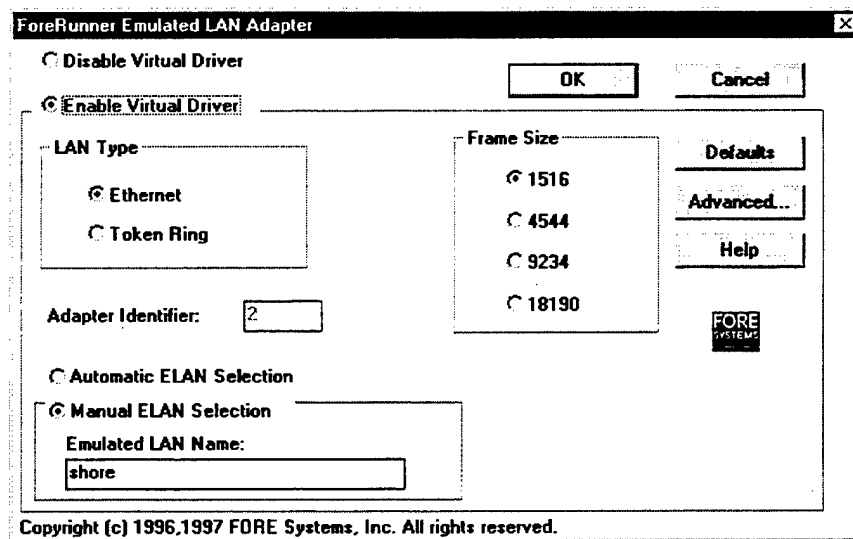 ForeRunner Emulated LAN Adapter
Disable Virtual Driver
OK
Cancel
Enable Virtual Driver
LAN Type
Ethernet
Token Ring
Frame Size
1516
4544
9234
18190
Defaults
Advanced...
Help
Adapter Identifier:
2
FORE
SYSTEMS
Automatic ELAN Selection
Manual ELAN Selection
Emulated LAN Name:
shore
Copyright (c) 1996,1997 FORE Systems, Inc. All rights reserved.